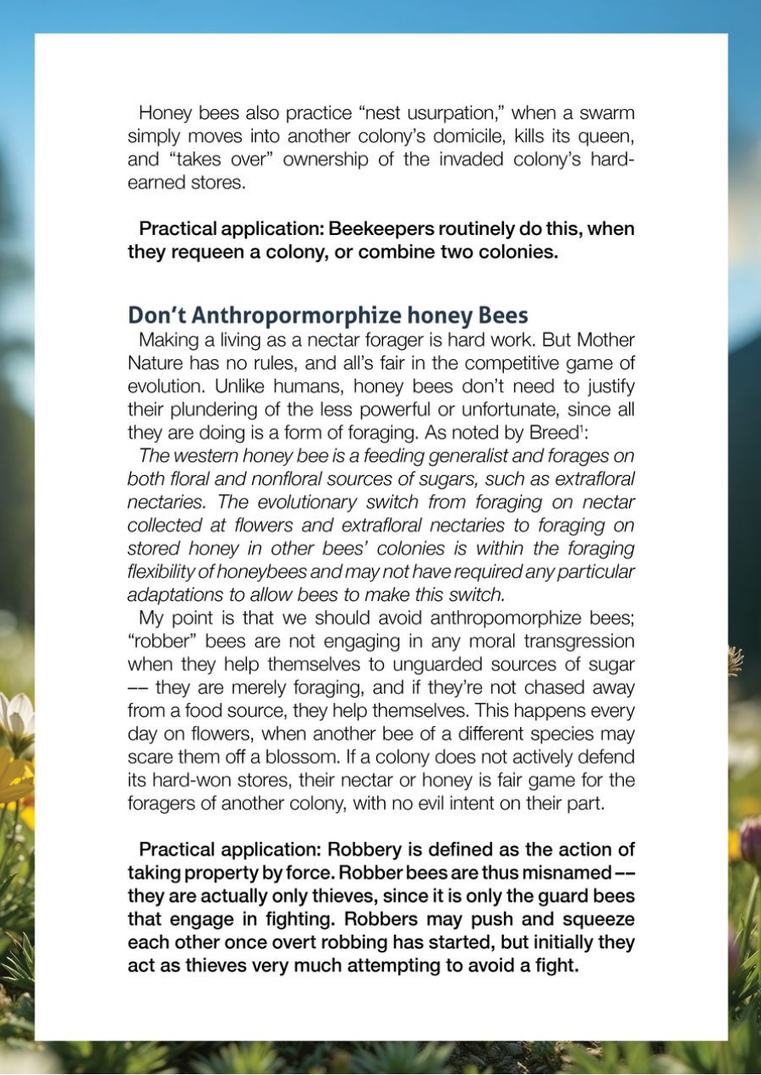 Honey bees also practice “nest usurpation,” when a swarm
simply moves into another colony’s domicile, kills its queen,
and “takes over” ownership of the invaded colony’s hard-
earned stores.
Practical application: Beekeepers routinely do this, when
they requeen a colony, or combine two colonies.
Don’t Anthropormorphize honey Bees
Making a living as a nectar forager is hard work. But Mother
Nature has no rules, and all’s fair in the competitive game of
evolution. Unlike humans, honey bees don’t need to justify
their plundering of the less powerful or unfortunate, since all
they are doing is a form of foraging. As noted by Breed¹:
The western honey bee is a feeding generalist and forages on
both floral and nonfloral sources of sugars, such as extrafloral
nectaries. The evolutionary switch from foraging on nectar
collected at flowers and extrafloral nectaries to foraging on
stored honey in other bees’ colonies is within the foraging
flexibility of honeybees and may not have required any particular
adaptations to allow bees to make this switch.
My point is that we should avoid anthropomorphize bees;
“robber” bees are not engaging in any moral transgression
when they help themselves to unguarded sources of sugar
–– they are merely foraging, and if they’re not chased away
from a food source, they help themselves. This happens every
day on flowers, when another bee of a different species may
scare them off a blossom. If a colony does not actively defend
its hard-won stores, their nectar or honey is fair game for the
foragers of another colony, with no evil intent on their part.
Practical application: Robbery is defined as the action of
taking property by force. Robber bees are thus misnamed ––
they are actually only thieves, since it is only the guard bees
that engage in fighting. Robbers may push and squeeze
each other once overt robbing has started, but initially they
act as thieves very much attempting to avoid a fight.